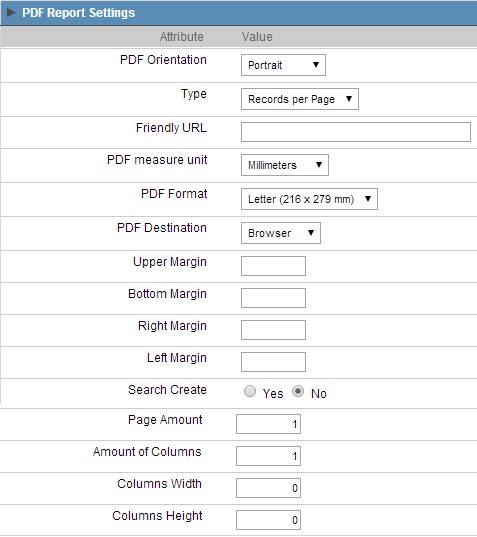 PDF Report Settings
Attribute Value
PDF Orientation Portrait
Type Records per Page
Friendly URL
PDF measure unit Millimeters
PDF Format Letter (216 x 279 mm)
PDF Destination Browser
Upper Margin
Bottom Margin
Right Margin
Left Margin
Search Create Yes No
Page Amount 1
Amount of Columns 1
Columns Width 0
Columns Height 0